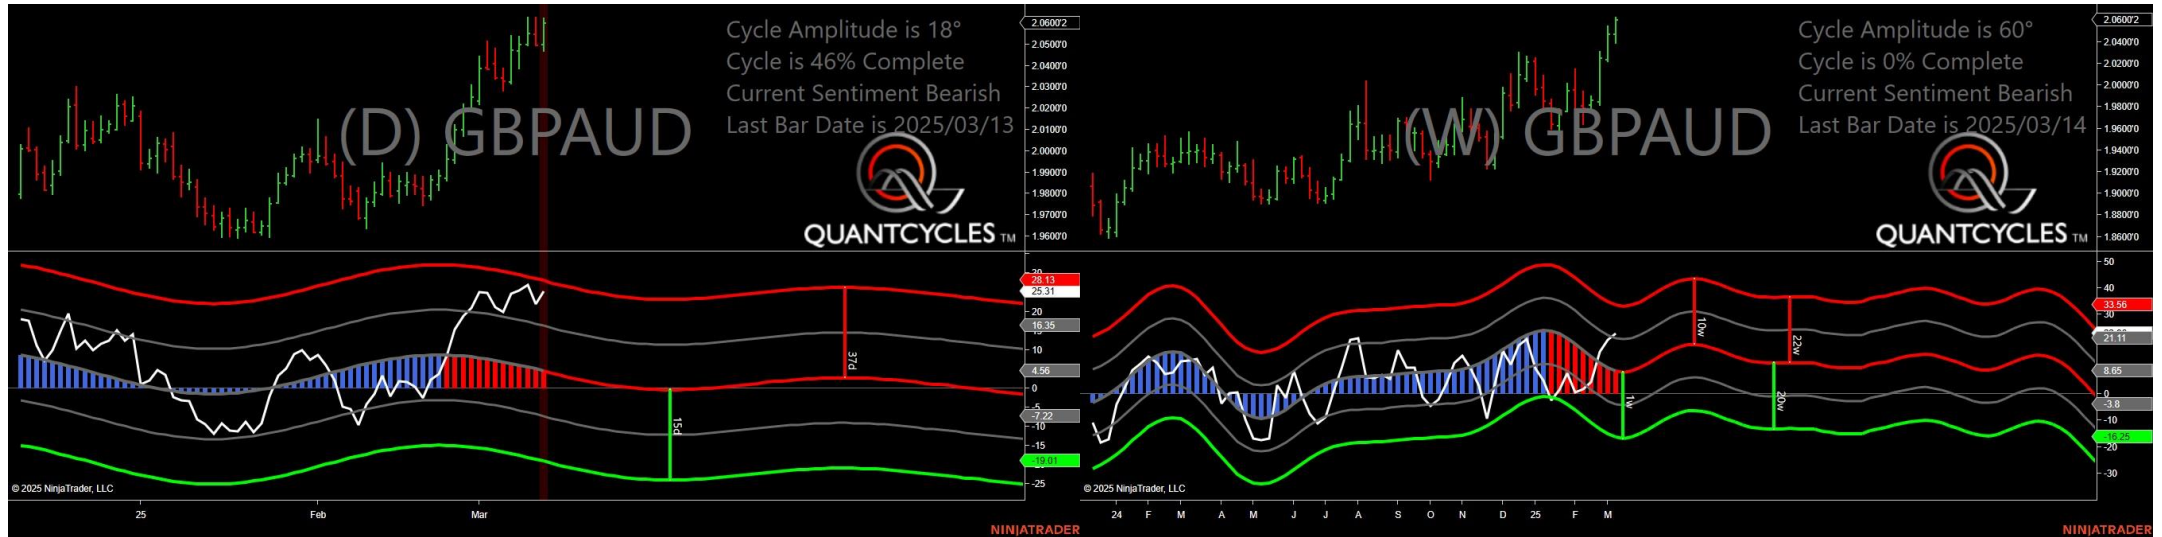 Cycle Amplitude is 18°
Cycle is 46% Complete
Current Sentiment Bearish
Last Bar Date is 2025/03/13
(D) GBPAUD
QUANTCYCLES TM
2.0600'2
2.0500'0
2.0400'0
2.0300'0
2.0200'0
2.0100'0
2.0000'0
1.9900'0
1.9800'0
1.9700'0
1.9600'0
28.13
25.31
20
16.35
10
4.56
0
-7.22
-10
-15
-19.01
-25
37d
15d
© 2025 NinjaTrader, LLC
25
Feb
Mar
NINJATRADER
Cycle Amplitude is 60°
Cycle is 0% Complete
Current Sentiment Bearish
Last Bar Date is 2025/03/14
(W) GBPAUD
QUANTCYCLES TM
2.0600'2
2.0400'0
2.0200'0
2.0000'0
1.9800'0
1.9600'0
1.9400'0
1.9200'0
1.9000'0
1.8800'0
1.8600'0
50
40
33.56
30
21.11
8.65
0
-3.8
-10
-16.25
-20
-30
10w
22w
1w
20w
© 2025 NinjaTrader, LLC
24
F
M
A
M
J
J
A
S
O
N
D
25
F
M
NINJATRADER